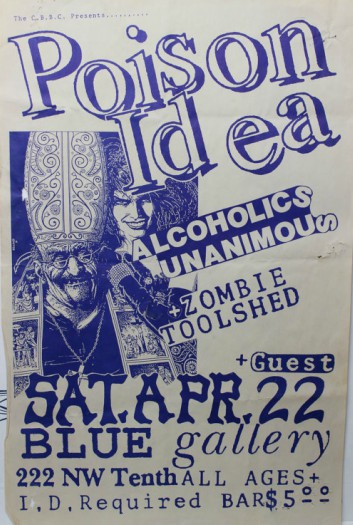 The C.B.B.C. Presents..........
Poison
Idea
ALCOHOLICS
UNANIMOUS
+ZOMBIE
TOOLSHED
+Guest
SAT.APR.22
BLUE gallery
222 NW Tenth ALL AGES+
I.D. Required BAR $5.00